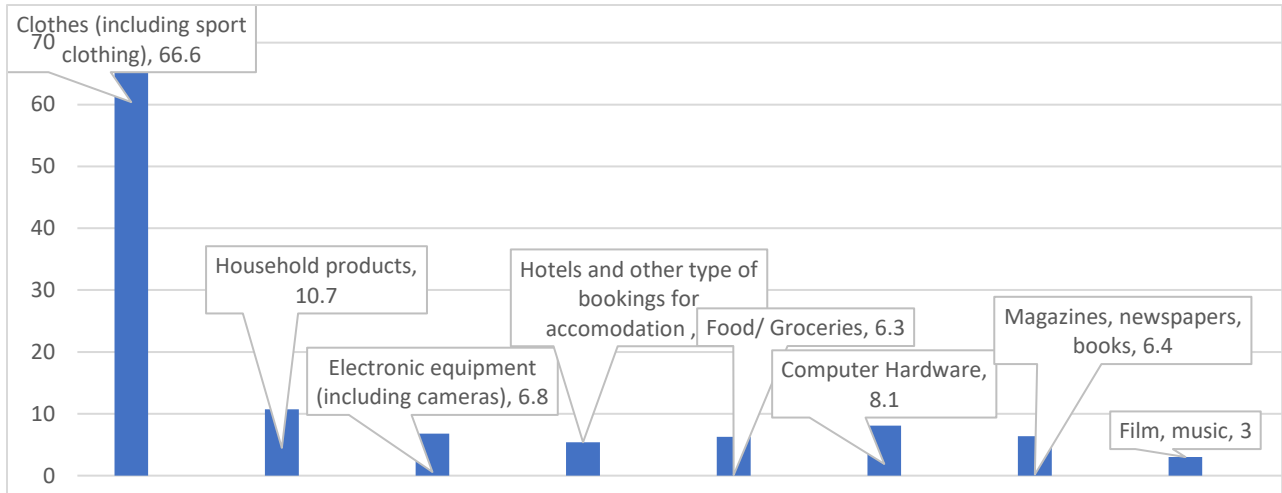 Clothes (including sport
clothing), 66.6
70
60
50
40
30
20
10
0
Household products,
10.7
Electronic equipment
(including cameras), 6.8
Hotels and other type of
bookings for
accomodation ,
Food/ Groceries, 6.3
Computer Hardware,
8.1
Magazines, newspapers,
books, 6.4
Film, music, 3